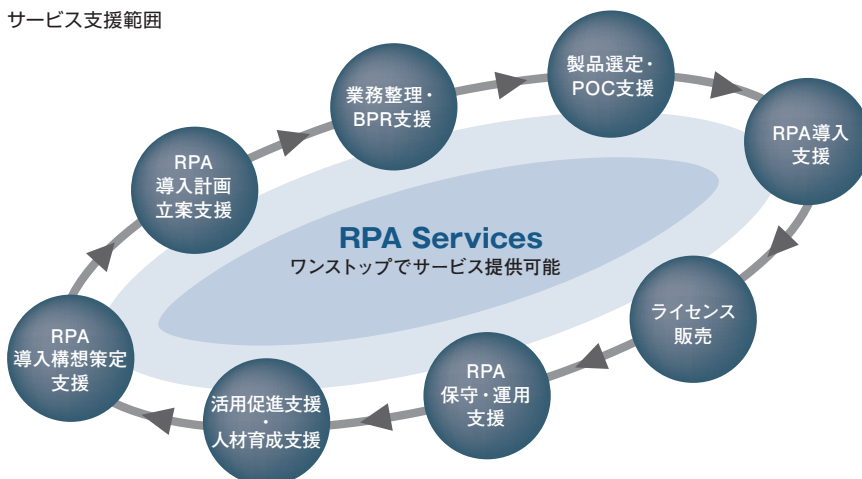 サービス支援範囲
製品選定・
POC支援
業務整理・
BPR支援
RPA導入
支援
RPA
導入計画
立案支援
RPA Services
ワンストップでサービス提供可能
ライセンス
販売
RPA
導入構想策定
支援
RPA
保守・運用
支援
活用促進支援
・
人材育成支援